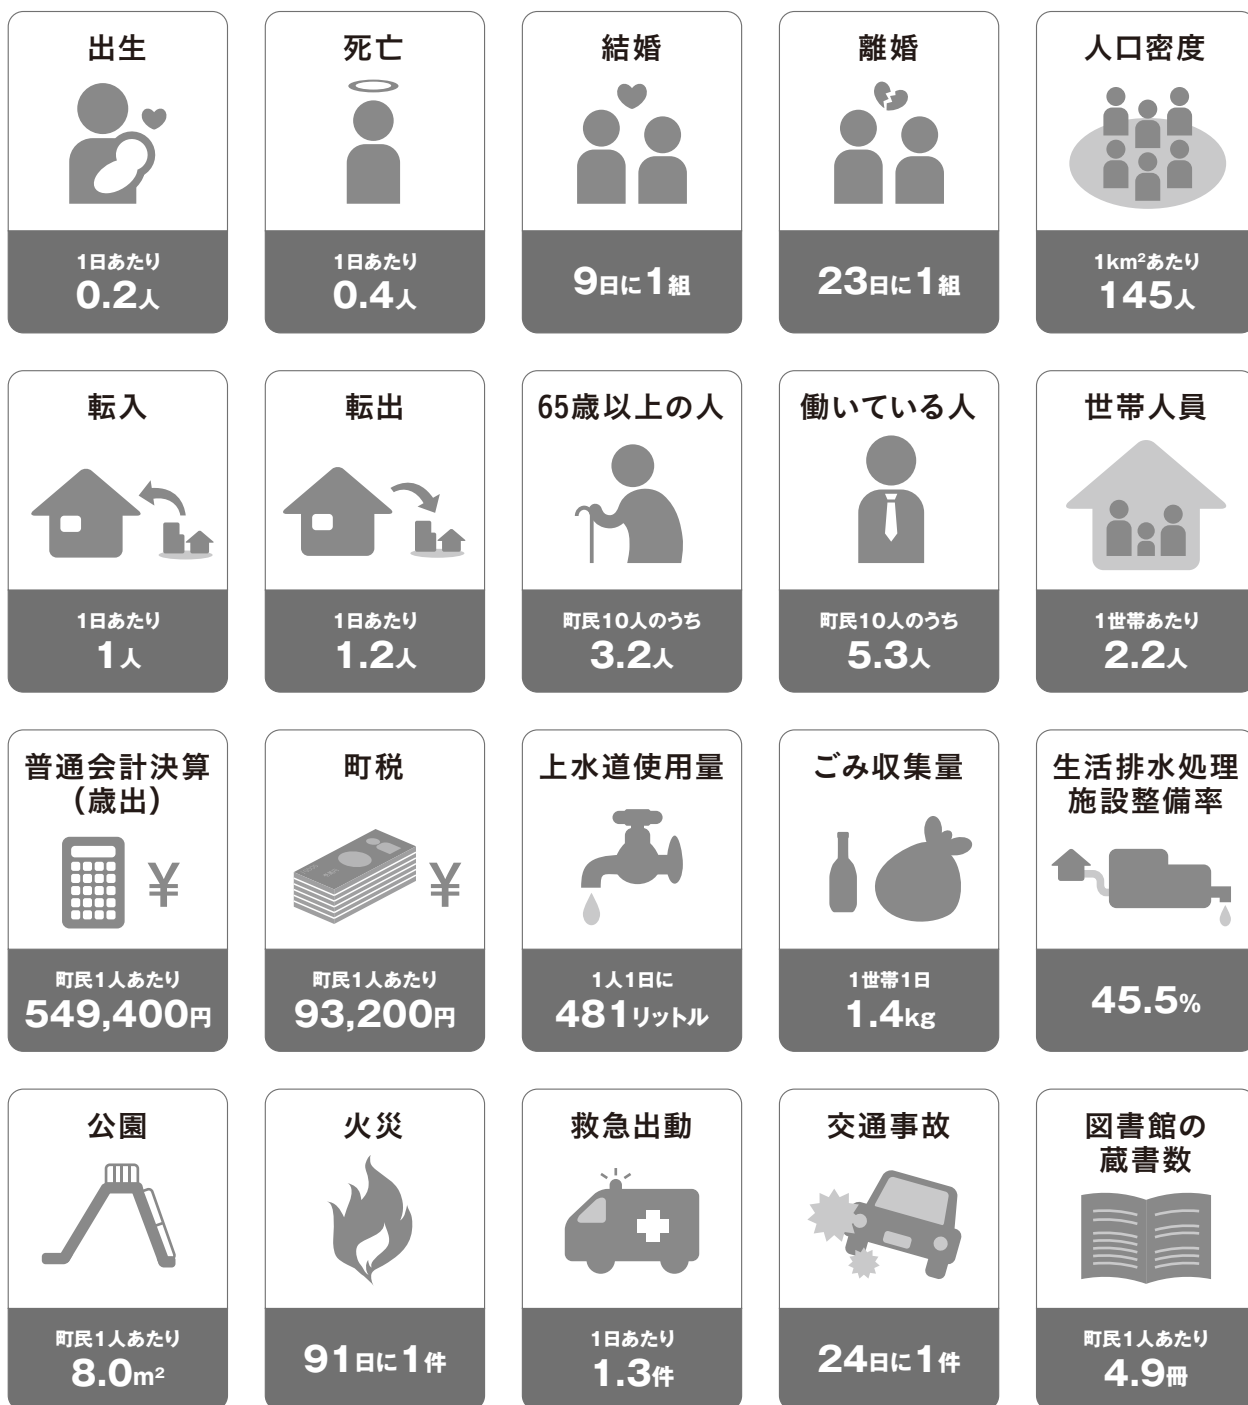 出生
1日あたり
0.2人
死亡
1日あたり
0.4人
結婚
9日に1組
離婚
23日に1組
人口密度
1km²あたり
145人
転入
1日あたり
1人
転出
1日あたり
1.2人
65歳以上の人
町民10人のうち
3.2人
働いている人
町民10人のうち
5.3人
世帯人員
1世帯あたり
2.2人
普通会計決算
（歳出）
¥
町民1人あたり
549,400円
町税
¥
町民1人あたり
93,200円
上水道使用量
1人1日に
481リットル
ごみ収集量
1世帯1日
1.4kg
生活排水処理
施設整備率
45.5%
公園
町民1人あたり
8.0m²
火災
91日に1件
救急出動
1日あたり
1.3件
交通事故
24日に1件
図書館の
蔵書数
町民1人あたり
4.9冊